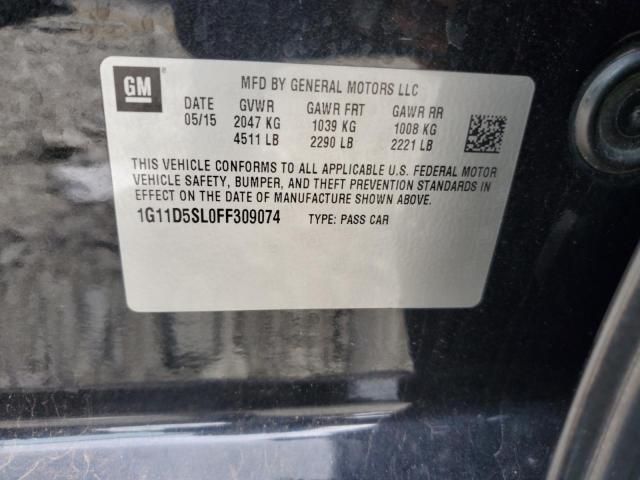 GM
MFD BY GENERAL MOTORS LLC
DATE GVWR GAWR FRT GAWR RR
05/15 2047 KG 1039 KG 1008 KG
4511 LB 2290 LB 2221 LB
THIS VEHICLE CONFORMS TO ALL APPLICABLE U.S. FEDERAL MOTOR
VEHICLE SAFETY, BUMPER, AND THEFT PREVENTION STANDARDS IN
EFFECT ON THE DATE OF MANUFACTURE SHOWN ABOVE.
1G11D5SL0FF309074 TYPE: PASS CAR